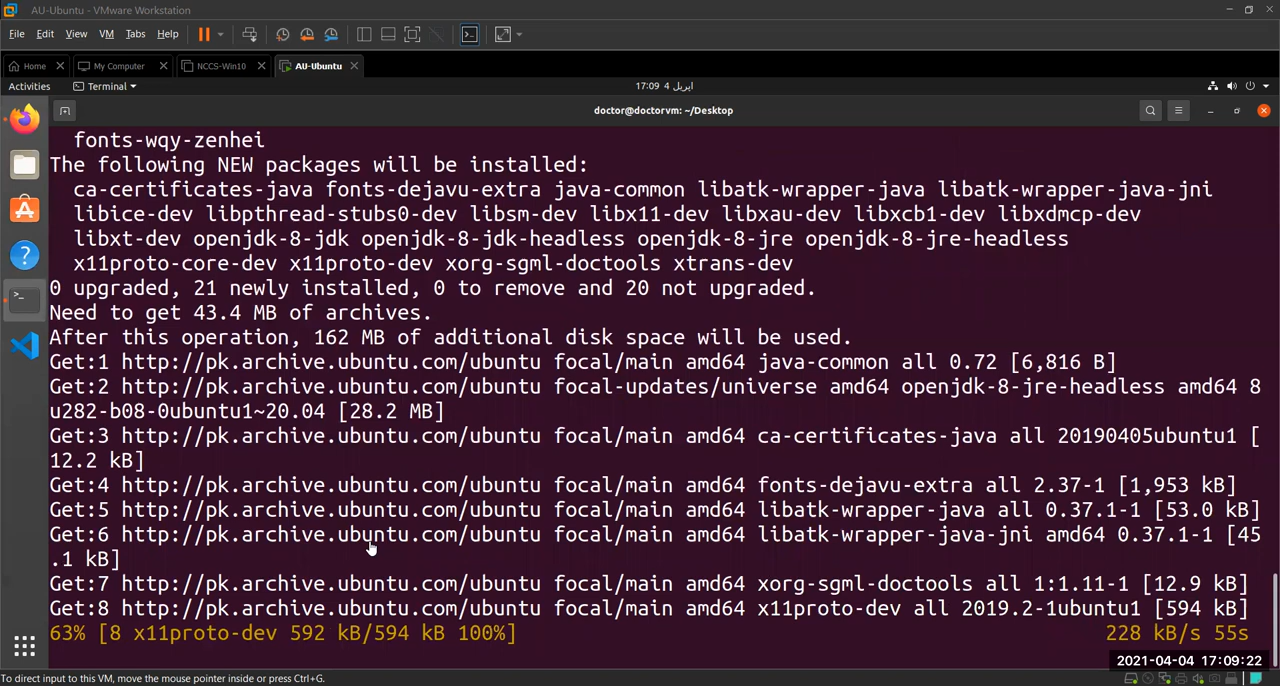 AU-Ubuntu - VMware Workstation
File Edit View VM Tabs Help
Home My Computer NCCS-Win10 AU-Ubuntu
Activities Terminal 17:09 4 اپریل
doctor@doctorvm: ~/Desktop
fonts-wqy-zenhei
The following NEW packages will be installed:
ca-certificates-java fonts-dejavu-extra java-common libatk-wrapper-java libatk-wrapper-java-jni
libice-dev libpthread-stubs0-dev libsm-dev libx11-dev libxau-dev libxcb1-dev libxdmcp-dev
libxt-dev openjdk-8-jdk openjdk-8-jdk-headless openjdk-8-jre openjdk-8-jre-headless
x11proto-core-dev x11proto-dev xorg-sgml-doctools xtrans-dev
0 upgraded, 21 newly installed, 0 to remove and 20 not upgraded.
Need to get 43.4 MB of archives.
After this operation, 162 MB of additional disk space will be used.
Get:1 http://pk.archive.ubuntu.com/ubuntu focal/main amd64 java-common all 0.72 [6,816 B]
Get:2 http://pk.archive.ubuntu.com/ubuntu focal-updates/universe amd64 openjdk-8-jre-headless amd64 8
u282-b08-0ubuntu1~20.04 [28.2 MB]
Get:3 http://pk.archive.ubuntu.com/ubuntu focal/main amd64 ca-certificates-java all 20190405ubuntu1 [
12.2 kB]
Get:4 http://pk.archive.ubuntu.com/ubuntu focal/main amd64 fonts-dejavu-extra all 2.37-1 [1,953 kB]
Get:5 http://pk.archive.ubuntu.com/ubuntu focal/main amd64 libatk-wrapper-java all 0.37.1-1 [53.0 kB]
Get:6 http://pk.archive.ubuntu.com/ubuntu focal/main amd64 libatk-wrapper-java-jni amd64 0.37.1-1 [45
.1 kB]
Get:7 http://pk.archive.ubuntu.com/ubuntu focal/main amd64 xorg-sgml-doctools all 1:1.11-1 [12.9 kB]
Get:8 http://pk.archive.ubuntu.com/ubuntu focal/main amd64 x11proto-dev all 2019.2-1ubuntu1 [594 kB]
63% [8 x11proto-dev 592 kB/594 kB 100%] 228 kB/s 55s
2021-04-04 17:09:22
To direct input to this VM, move the mouse pointer inside or press Ctrl+G.